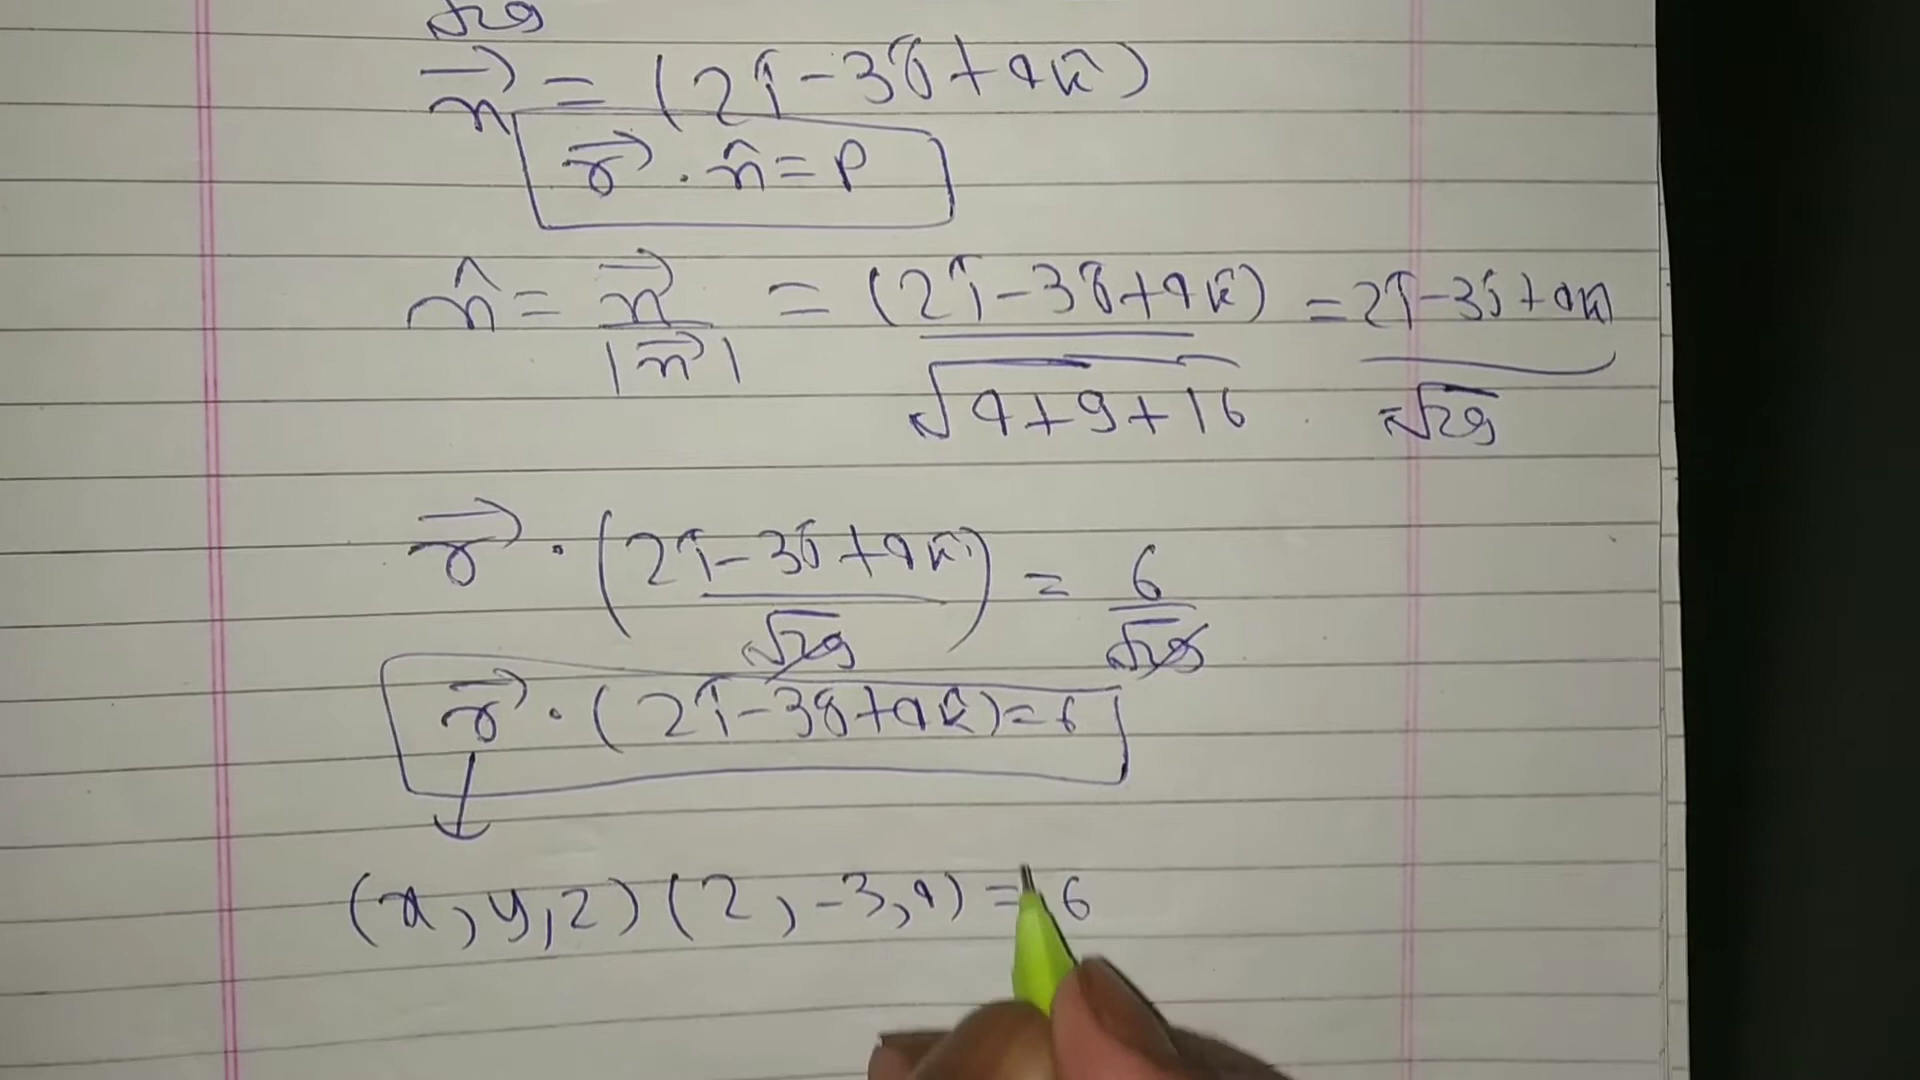 √29
n⃗ = (2î-3ĵ+4k̂)
r⃗ . n̂ = P
n̂ = n⃗/|n⃗| = (2î-3ĵ+4k̂)/√4+9+16 = 2î-3ĵ+4k̂/√29
r⃗ . (2î-3ĵ+4k̂/√29) = 6/√29
r⃗ . (2î-3ĵ+4k̂) = 6
(x, y, z) (2, -3, 4) = 6